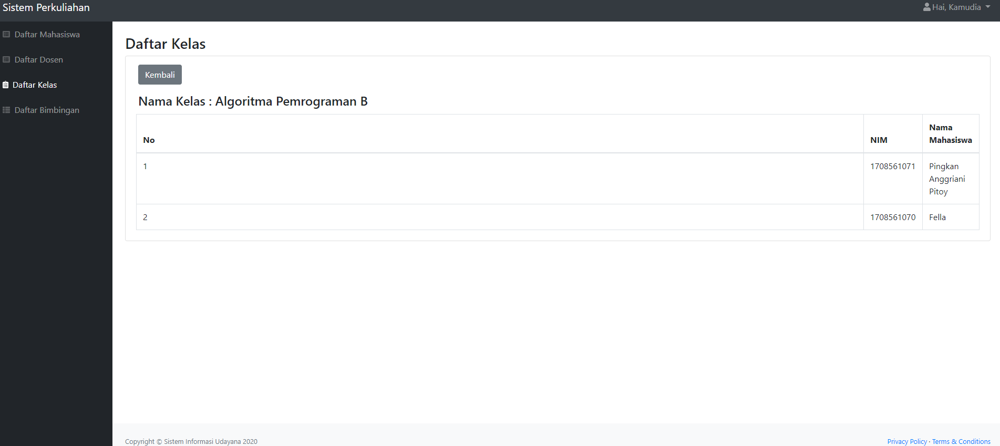 Sistem Perkuliahan
Hai, Kamudia
Daftar Mahasiswa
Daftar Dosen
Daftar Kelas
Daftar Bimbingan
Daftar Kelas
Kembali
Nama Kelas : Algoritma Pemrograman B
No NIM Nama
Mahasiswa
1 1708561071 Pingkan
Anggriani
Pitoy
2 1708561070 Fella
Copyright © Sistem Informasi Udayana 2020
Privacy Policy · Terms & Conditions